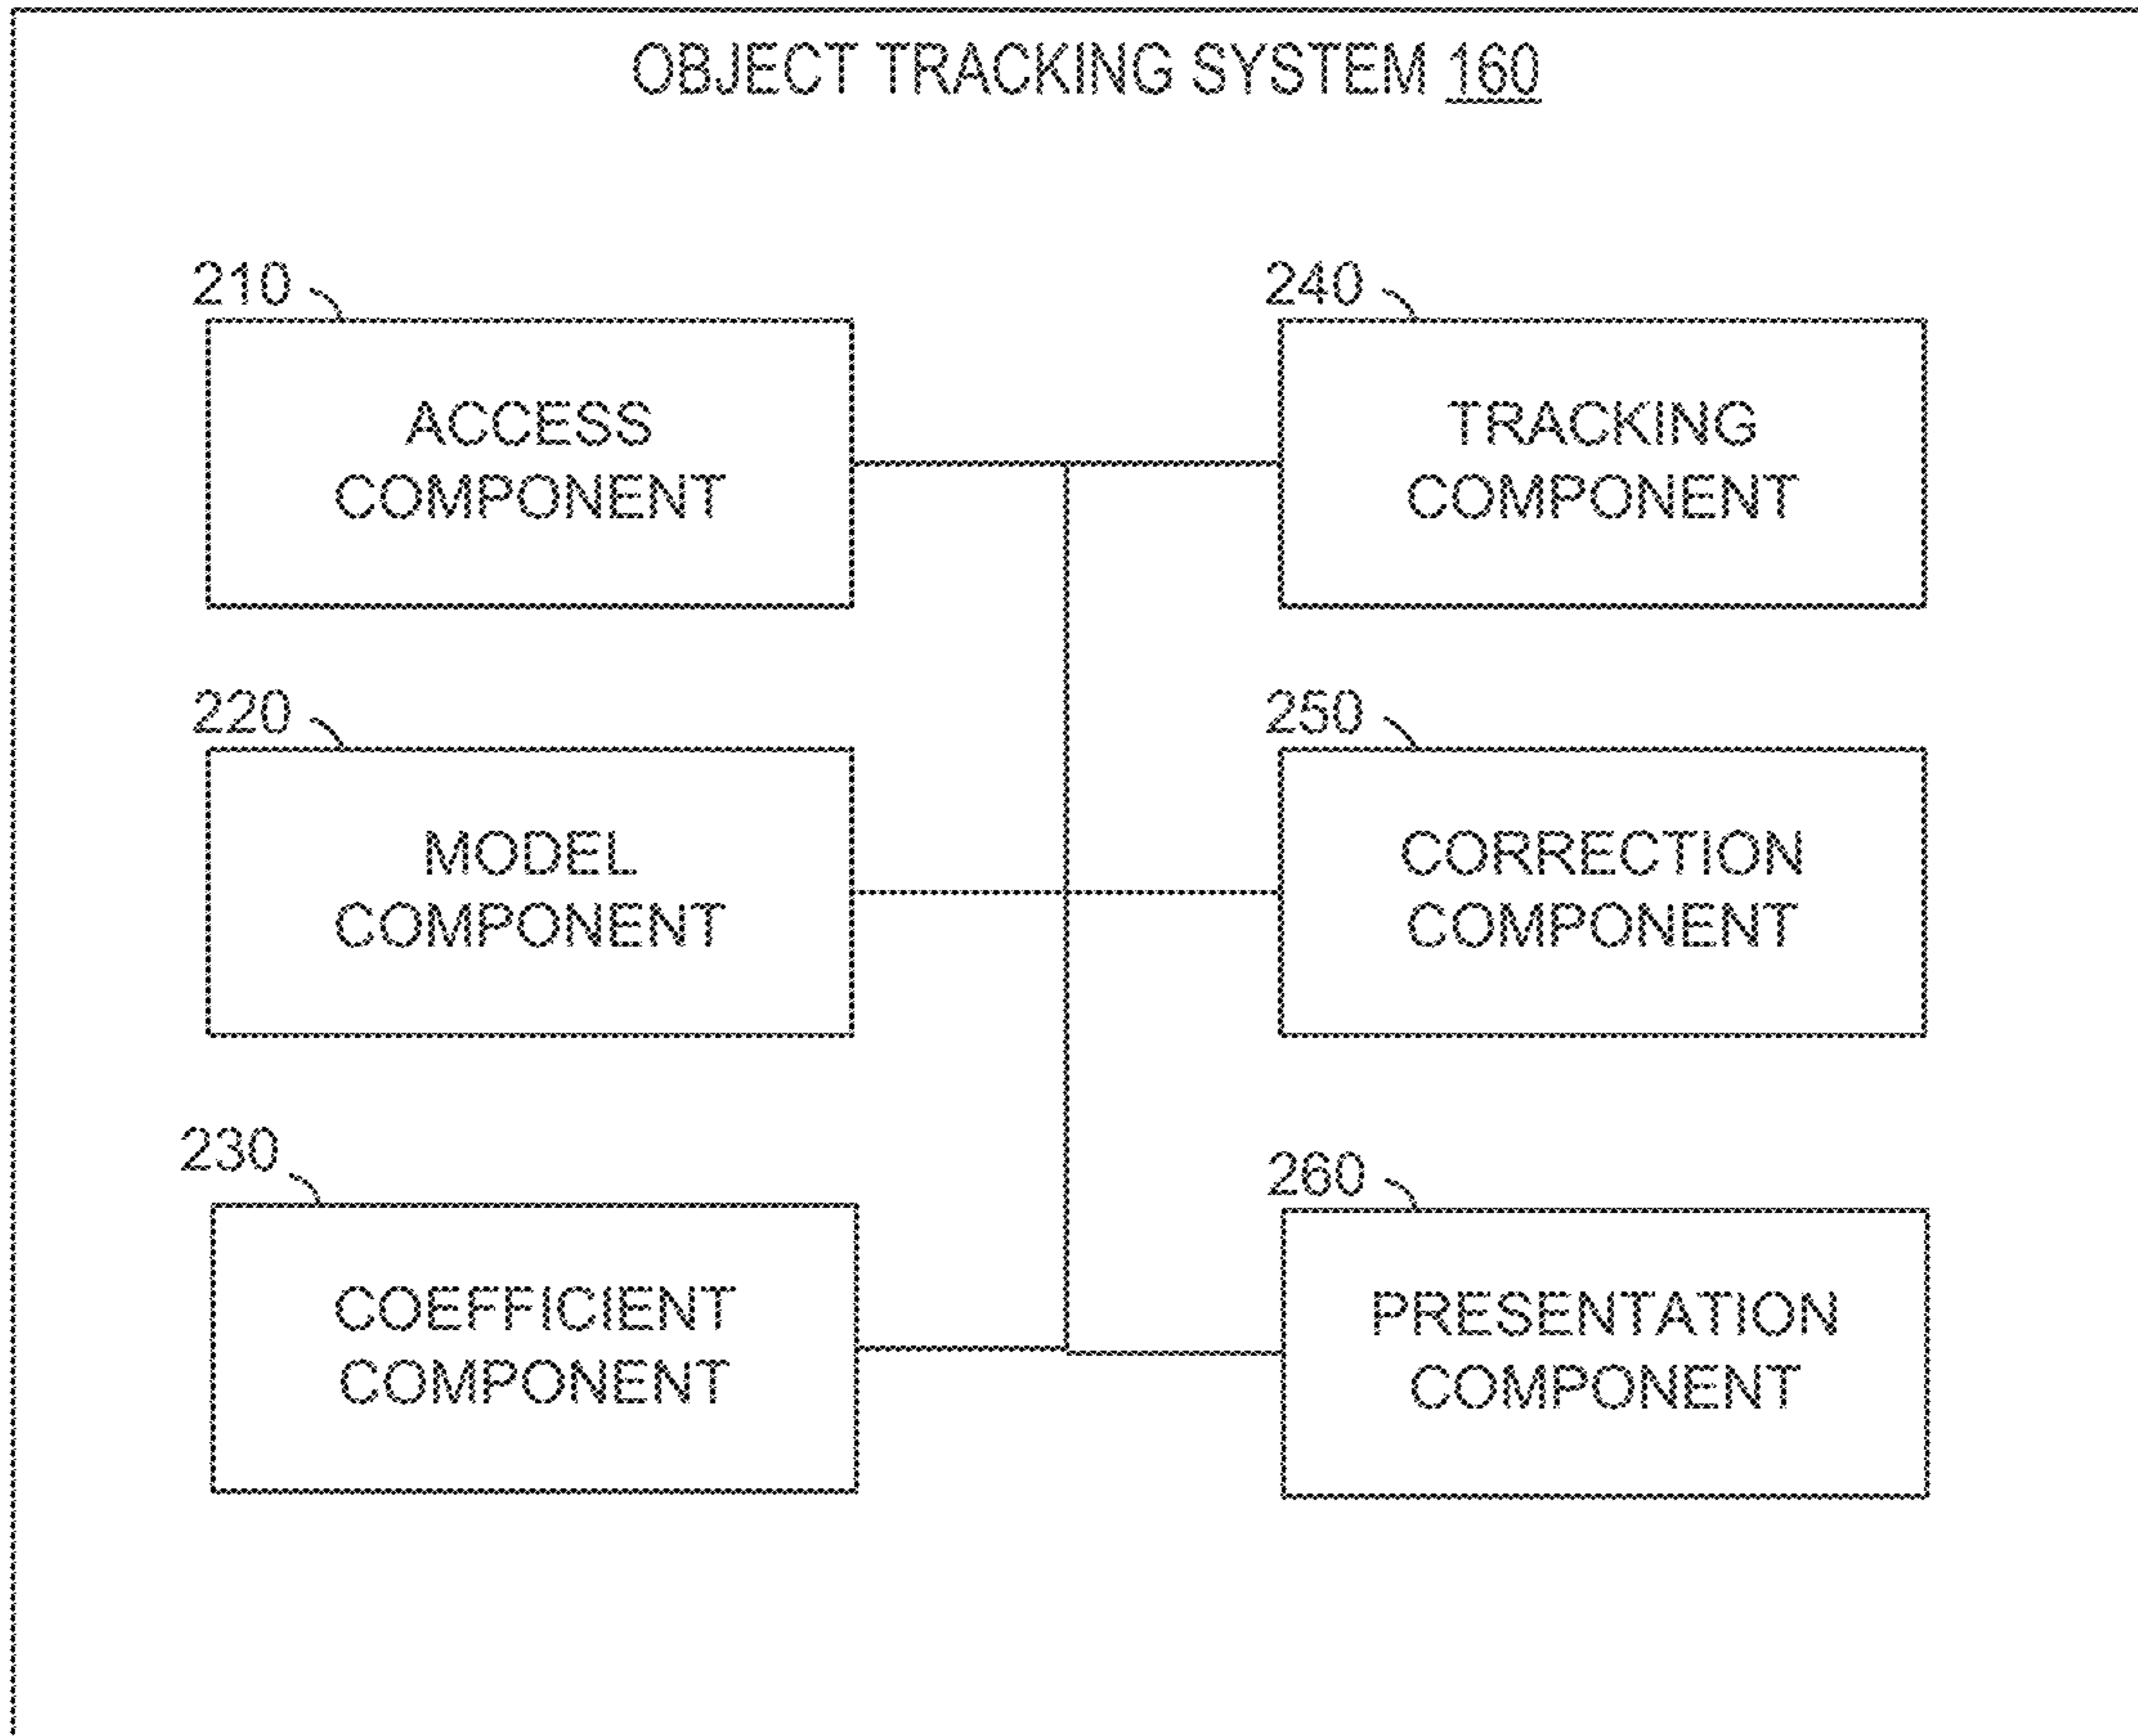 OBJECT TRACKING SYSTEM 160
210
ACCESS
COMPONENT
240
TRACKING
COMPONENT
220
MODEL
COMPONENT
250
CORRECTION
COMPONENT
230
COEFFICIENT
COMPONENT
260
PRESENTATION
COMPONENT